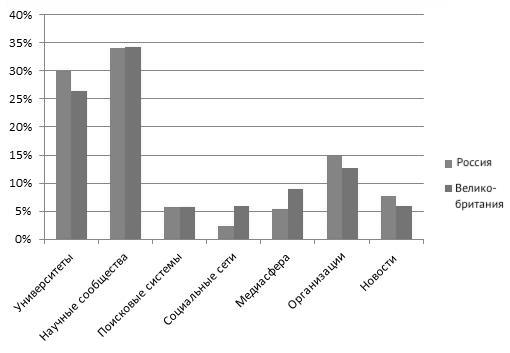 40%
35%
30%
25%
20%
15%
10%
5%
0%
Университеты
Научные сообщества
Поисковые системы
Социальные сети
Медиасфера
Организации
Новости
Россия
Велико-
британия